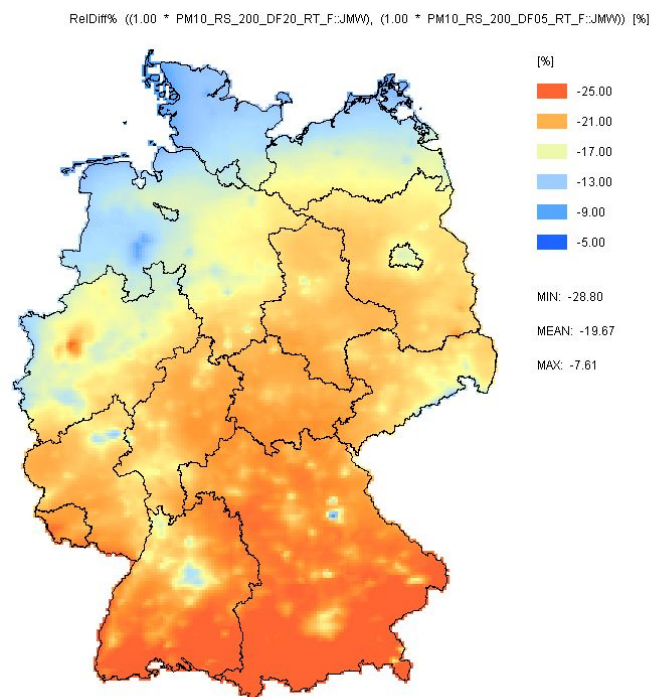 RelDiff% ((1.00 * PM10_RS_200_DF20_RT_F::JMW), (1.00 * PM10_RS_200_DF05_RT_F::JMW)) [%]
[%]
-25.00
-21.00
-17.00
-13.00
-9.00
-5.00
MIN: -28.80
MEAN: -19.67
MAX: -7.61